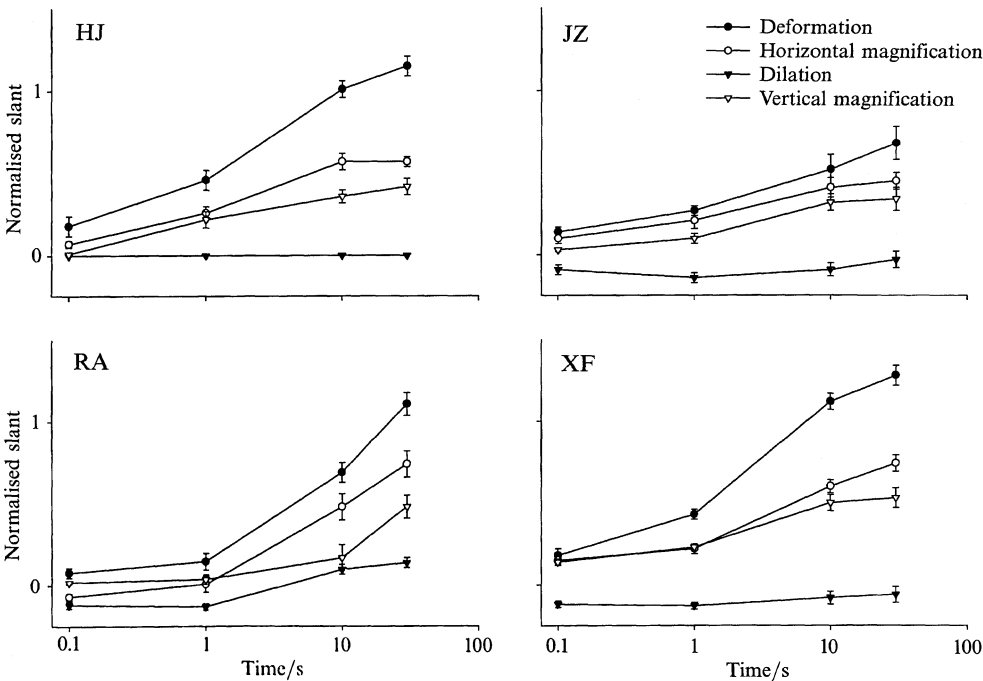 HJ
JZ
Deformation
Horizontal magnification
Dilation
Vertical magnification
Normalised slant
1
0
RA
XF
Normalised slant
1
0
0.1 1 10 100
0.1 1 10 100
Time/s
Time/s